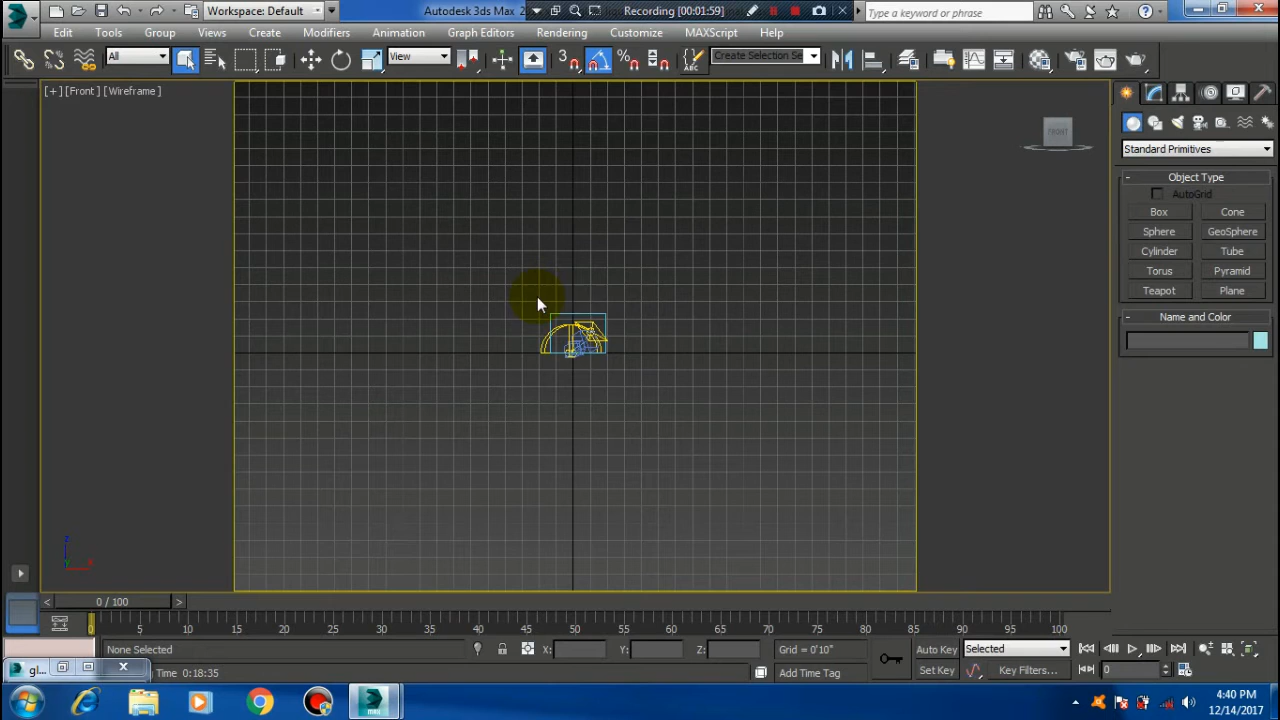 Workspace: Default
Autodesk 3ds Max 2
Recording [00:01:59]
Type a keyword or phrase
Edit Tools Group Views Create Modifiers Animation Graph Editors Rendering Customize MAXScript Help
All
View
3
%
ABC
Create Selection Se
[+] [Front] [Wireframe]
FRONT
Standard Primitives
- Object Type
AutoGrid
Box Cone
Sphere GeoSphere
Cylinder Tube
Torus Pyramid
Teapot Plane
- Name and Color
z
x
< 0 / 100 >
0 5 10 15 20 25 30 35 40 45 50 55 60 65 70 75 80 85 90 95 100
None Selected
X: Y: Z:
Grid = 0'10"
Auto Key
Selected
gl...
Time 0:18:35
Add Time Tag
Set Key
Key Filters...
0
4:40 PM
12/14/2017